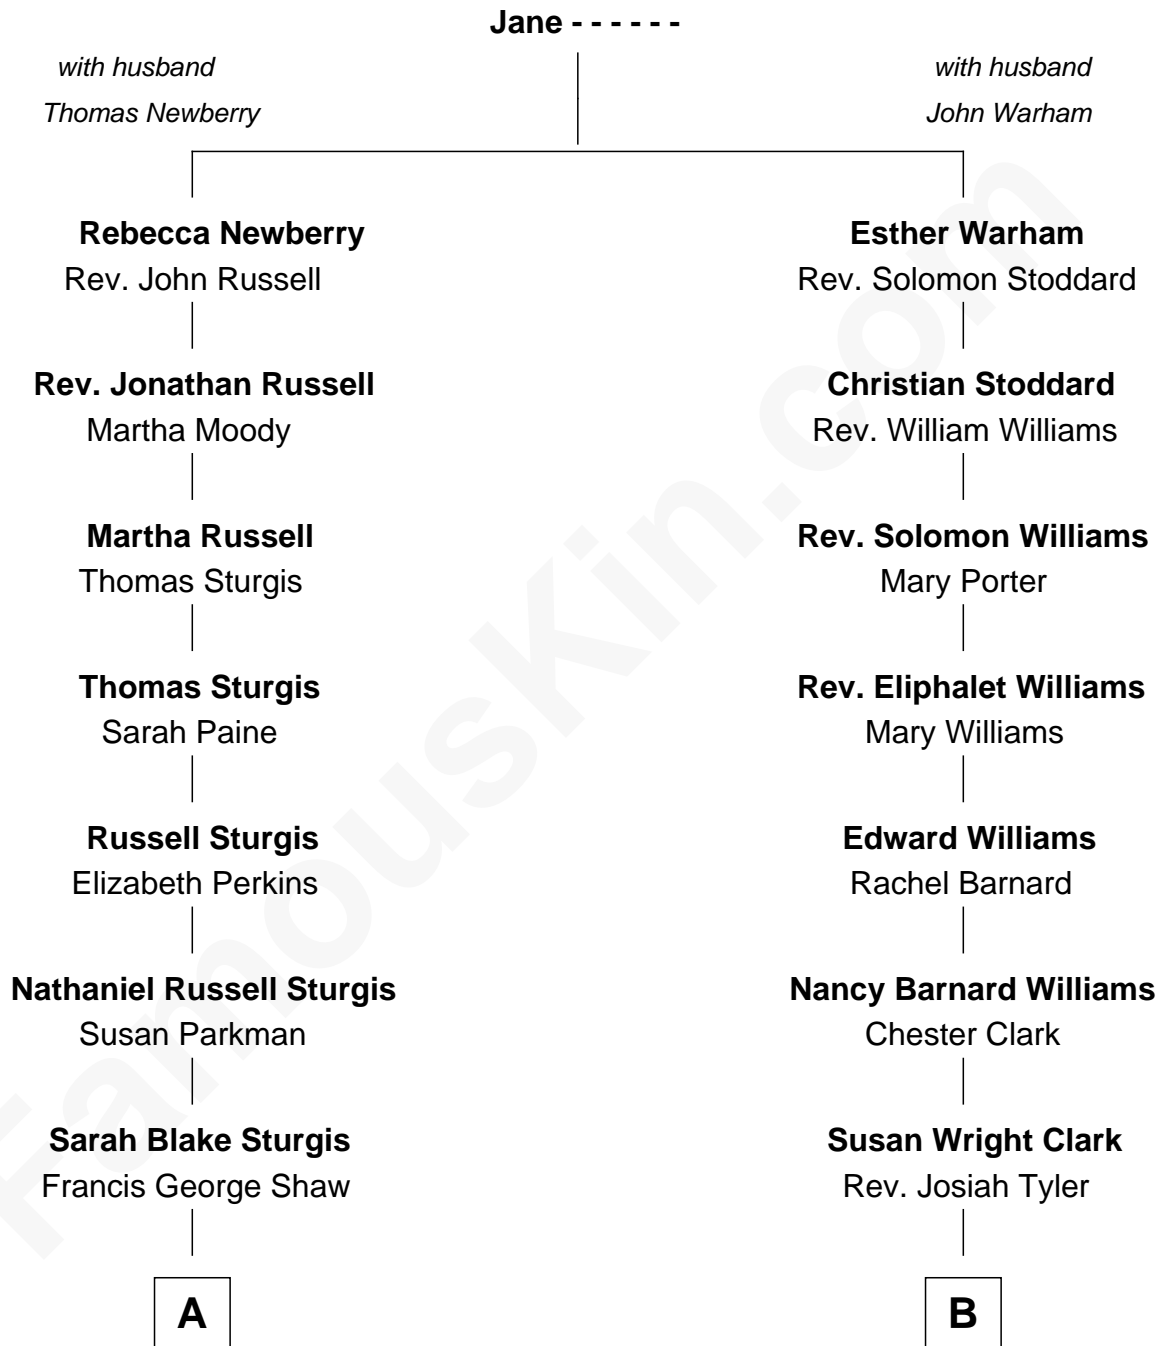 Jane - - - - - -
with husband
Thomas Newberry
with husband
John Warham
Rebecca Newberry
Rev. John Russell
Esther Warham
Rev. Solomon Stoddard
Rev. Jonathan Russell
Martha Moody
Christian Stoddard
Rev. William Williams
Martha Russell
Thomas Sturgis
Rev. Solomon Williams
Mary Porter
Thomas Sturgis
Sarah Paine
Rev. Eliphalet Williams
Mary Williams
Russell Sturgis
Elizabeth Perkins
Edward Williams
Rachel Barnard
Nathaniel Russell Sturgis
Susan Parkman
Nancy Barnard Williams
Chester Clark
Sarah Blake Sturgis
Francis George Shaw
Susan Wright Clark
Rev. Josiah Tyler
A
B
FamousKin.com